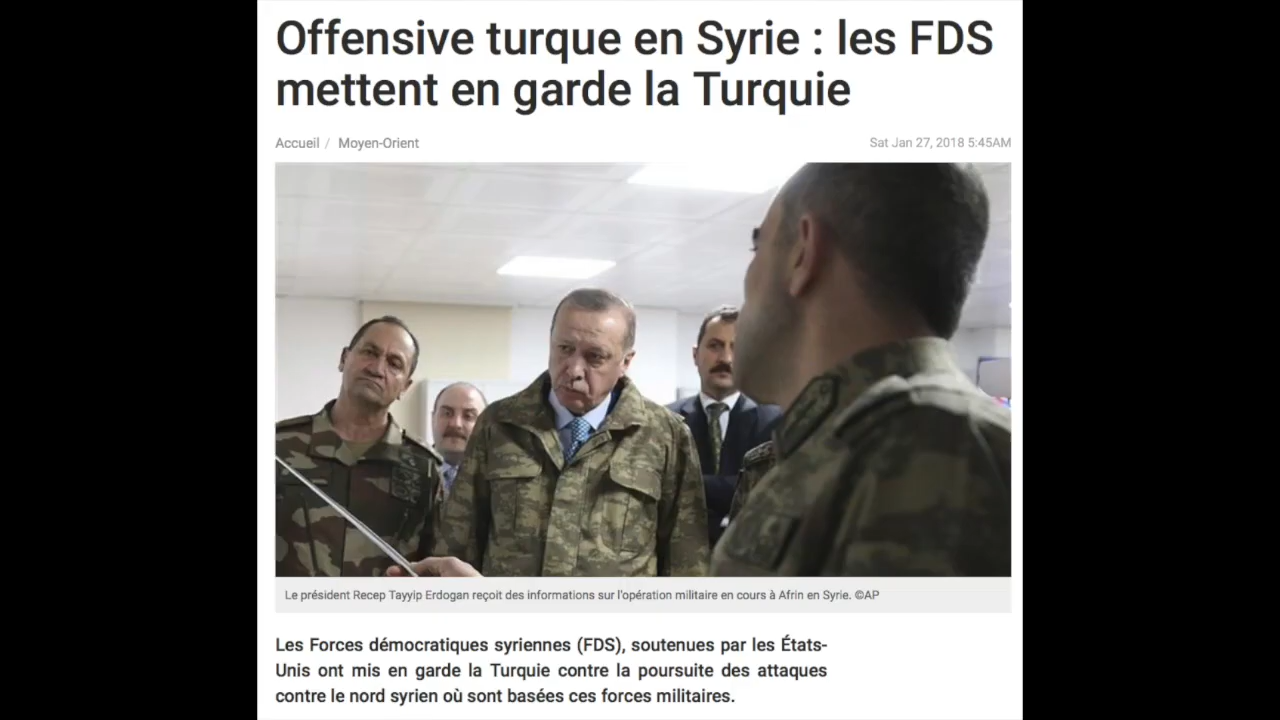 Offensive turque en Syrie : les FDS
mettent en garde la Turquie
Accueil / Moyen-Orient
Sat Jan 27, 2018 5:45AM
Le président Recep Tayyip Erdogan reçoit des informations sur l'opération militaire en cours à Afrin en Syrie. ©AP
Les Forces démocratiques syriennes (FDS), soutenues par les États-
Unis ont mis en garde la Turquie contre la poursuite des attaques
contre le nord syrien où sont basées ces forces militaires.